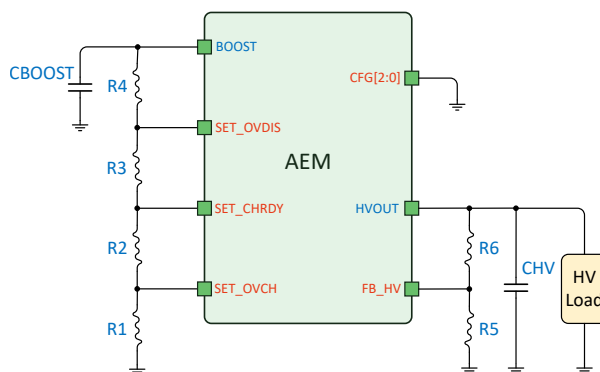 BOOST
CBOOST
R4
CFG[2:0]
SET_OVDIS
R3
AEM
SET_CHRDY
HVOUT
R2
R6
CHV
HV
Load
SET_OVCH
FB_HV
R1
R5